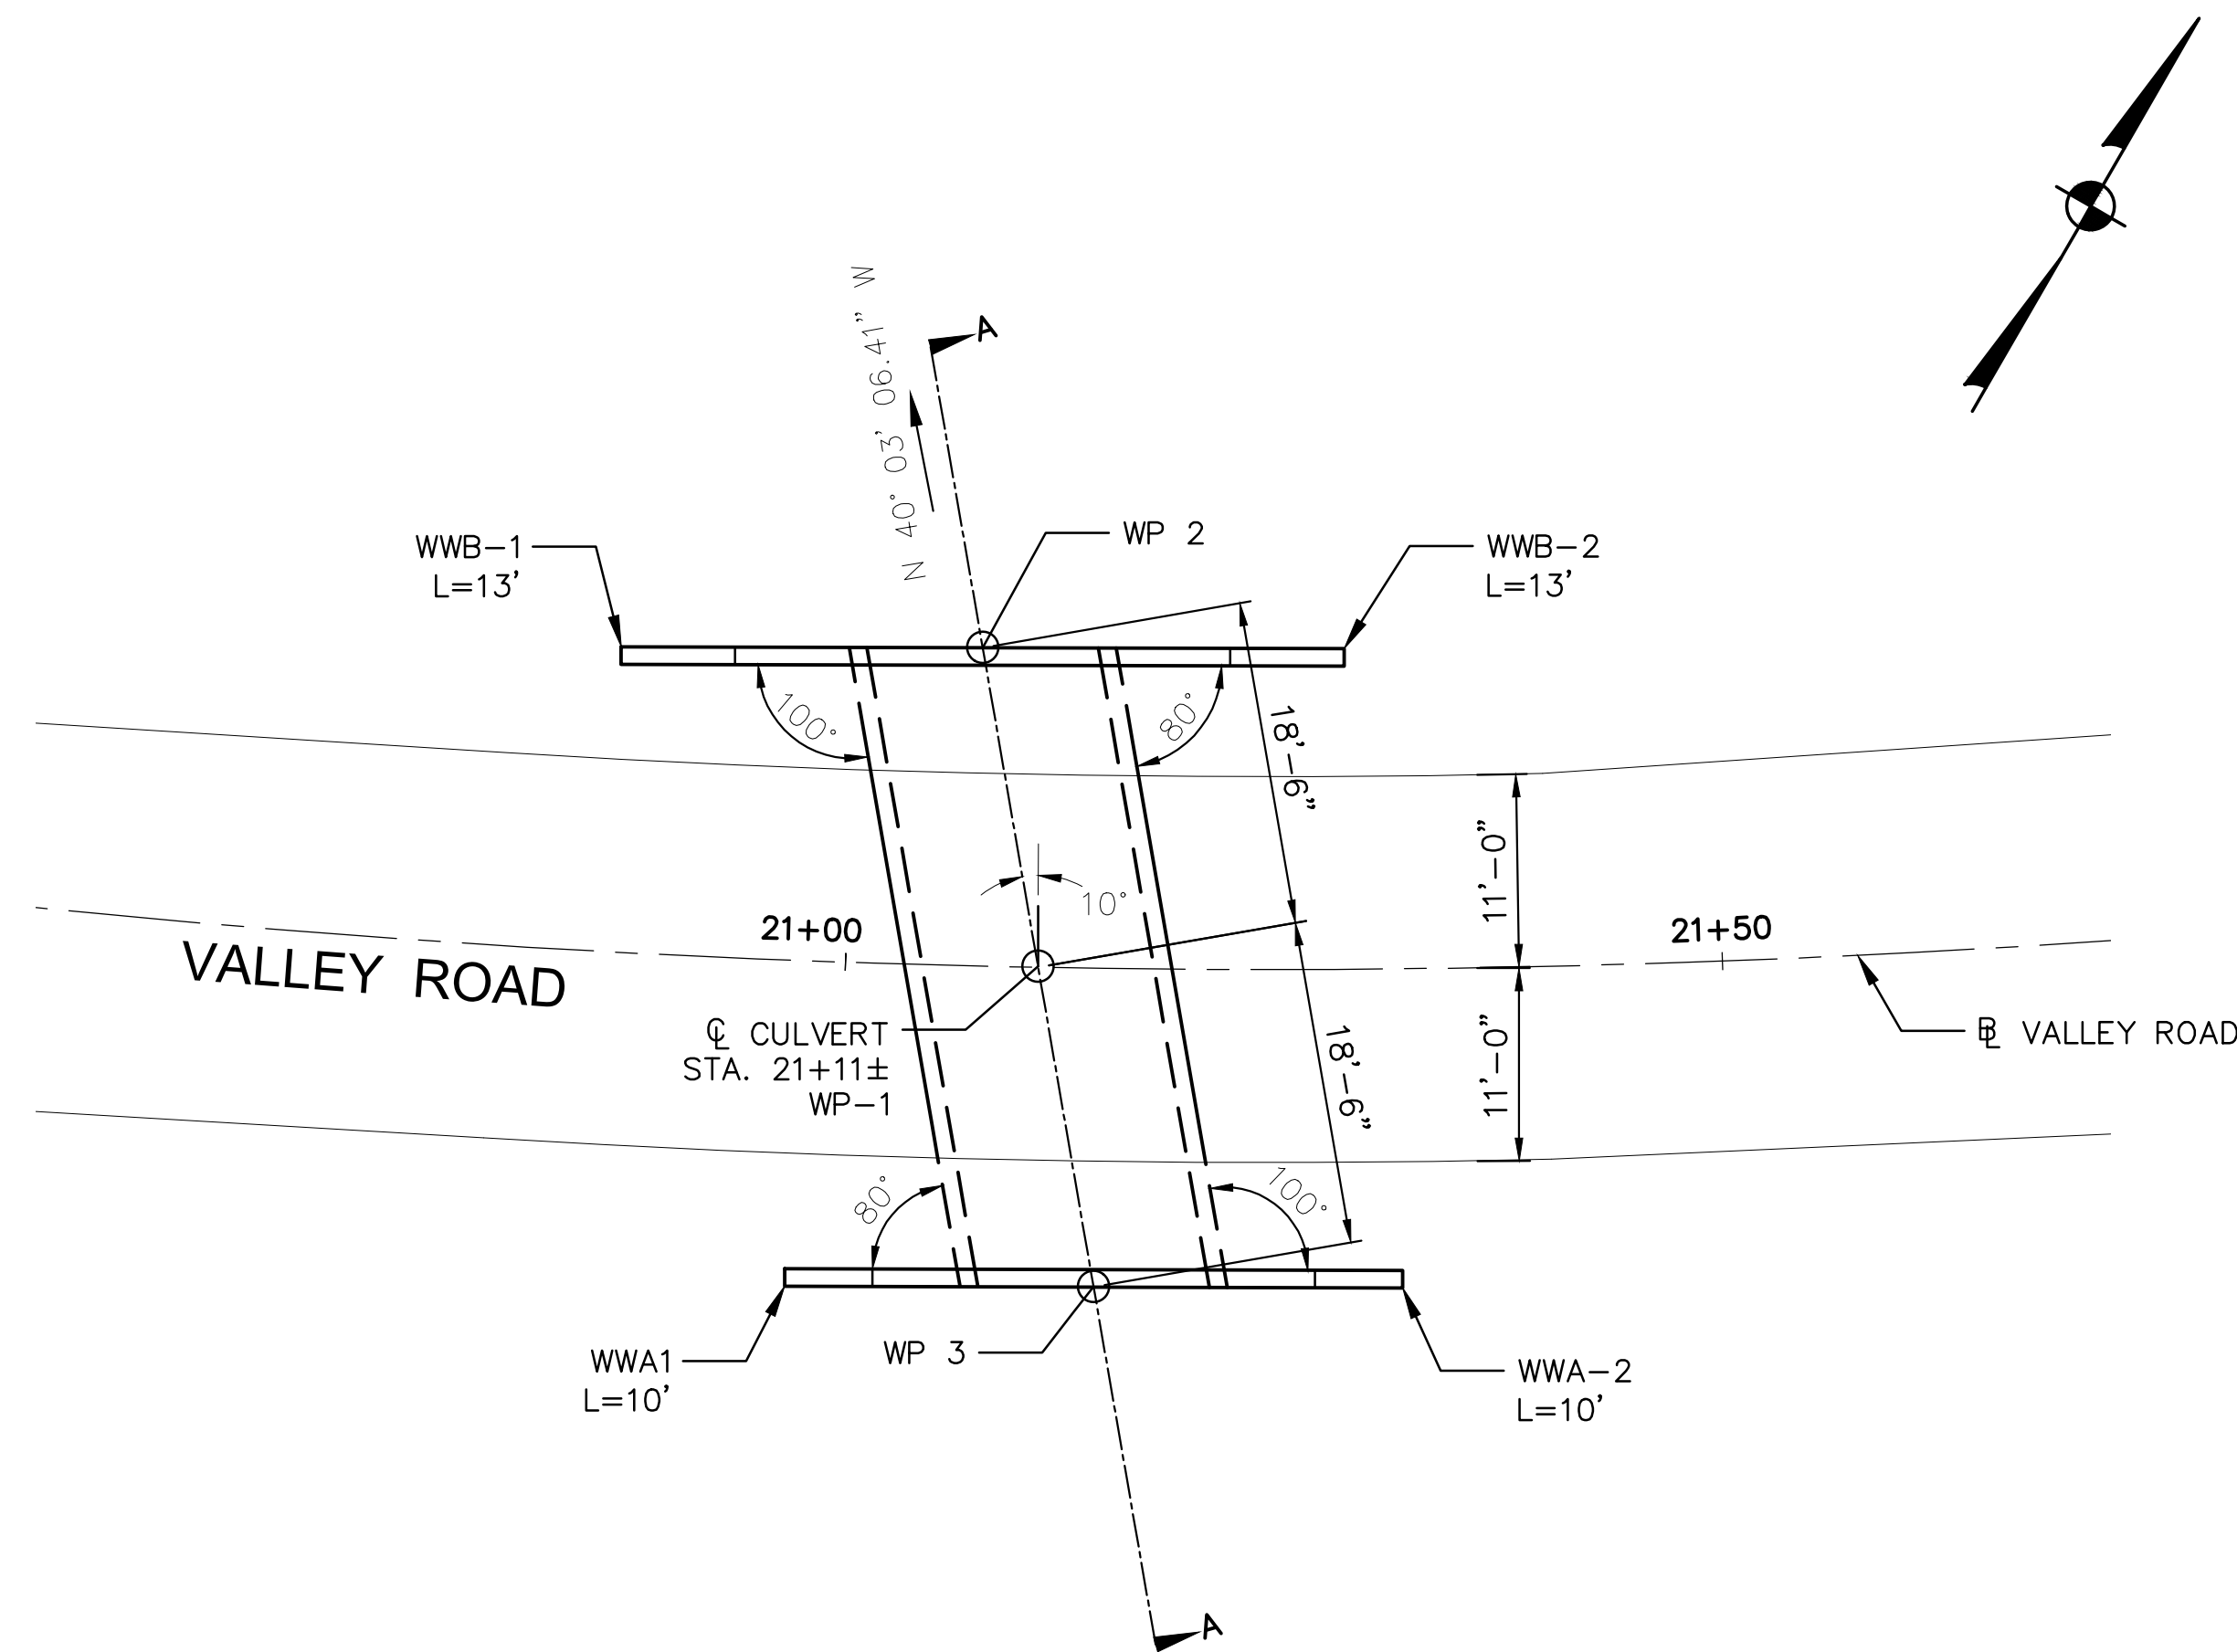 A
N 40° 03' 06.41" W
WWB-1
L=13'
WP 2
WWB-2
L=13'
100°
80°
18'-6"
11'-0"
10°
21+00
21+50
VALLEY ROAD
℄ CULVERT
STA. 21+11±
WP-1
18'-6"
11'-0"
BL VALLEY ROAD
80°
100°
WWA1
L=10'
WP 3
WWA-2
L=10'
A